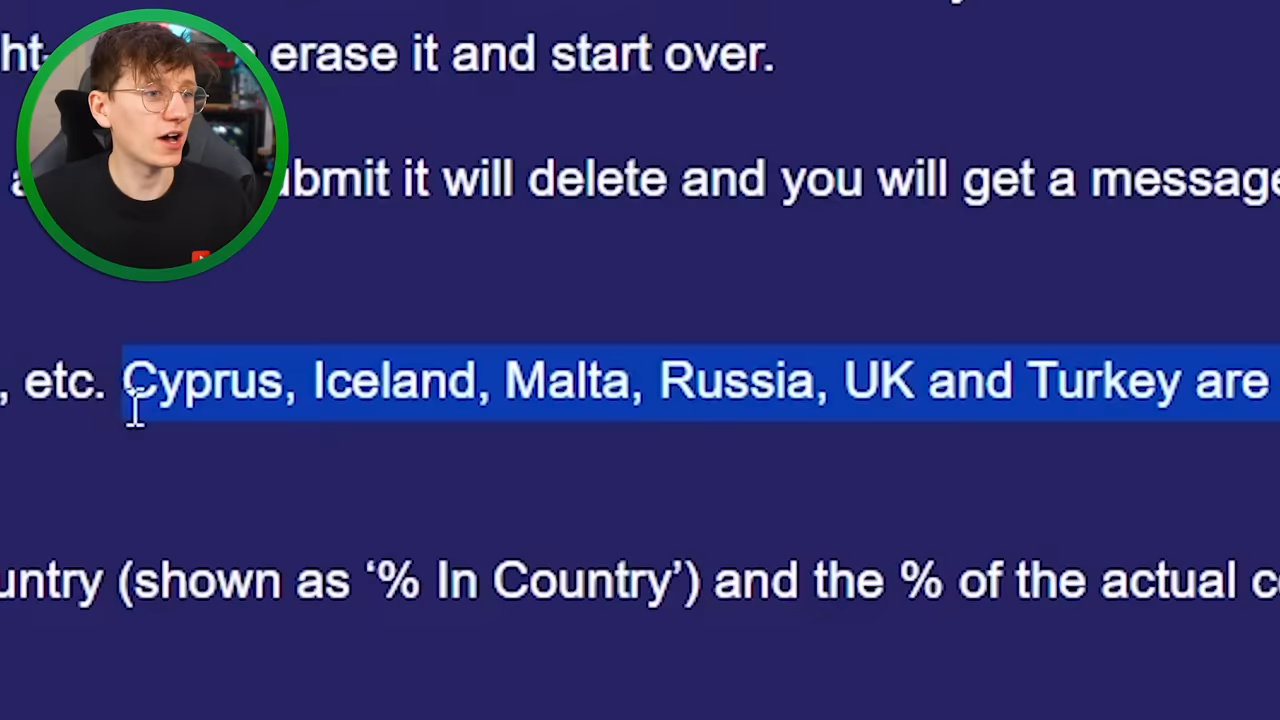 erase it and start over.
submit it will delete and you will get a message
, etc. Cyprus, Iceland, Malta, Russia, UK and Turkey are
untry (shown as ‘% In Country’) and the % of the actual c